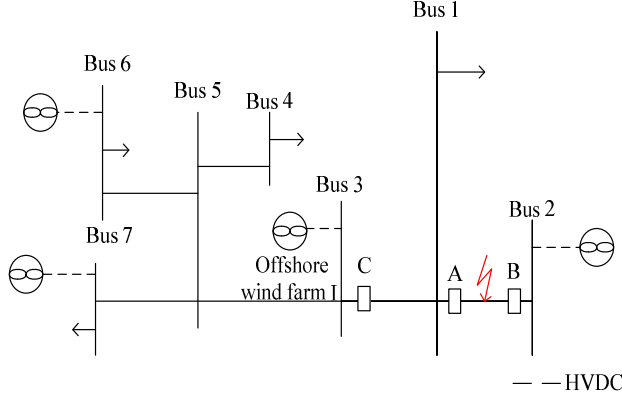 Bus 1
Bus 6
Bus 5
Bus 4
Bus 3
Bus 2
Bus 7
Offshore
wind farm I
C
A
B
HVDC